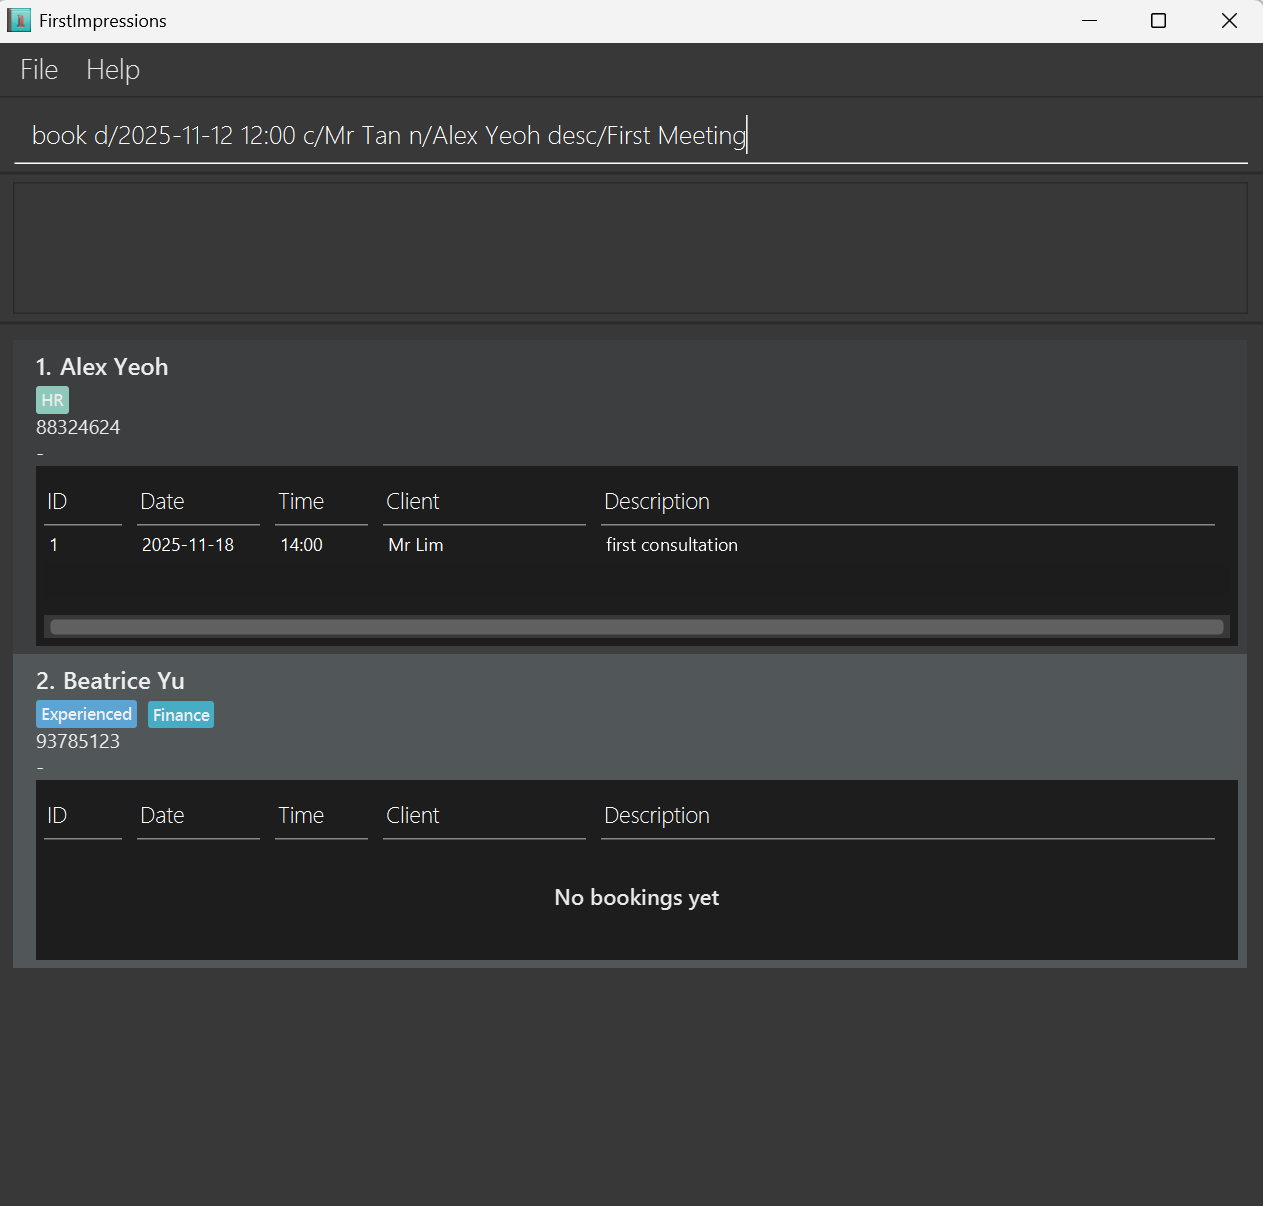 FirstImpressions
File Help
book d/2025-11-12 12:00 c/Mr Tan n/Alex Yeoh desc/First Meeting
1. Alex Yeoh
HR
88324624
-
ID Date Time Client Description
1 2025-11-18 14:00 Mr Lim first consultation
2. Beatrice Yu
Experienced Finance
93785123
-
ID Date Time Client Description
No bookings yet